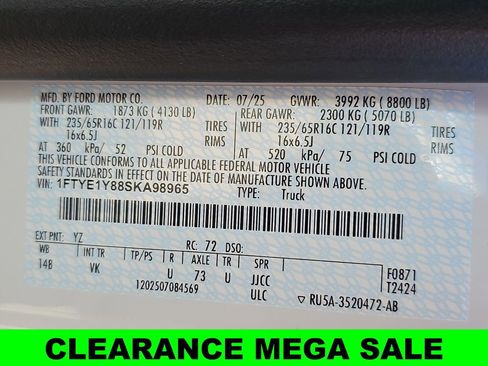 MFD. BY FORD MOTOR CO. DATE: 07/25 GVWR: 3992 KG ( 8800 LB)
FRONT GAWR: 1873 KG ( 4130 LB) REAR GAWR: 2300 KG ( 5070 LB)
WITH 235/65R16C 121/119R TIRES WITH 235/65R16C 121/119R TIRES
16x6.5J RIMS 16x6.5J RIMS
AT 360 kPa/ 52 PSI COLD AT 520 kPa/ 75 PSI COLD
THIS VEHICLE CONFORMS TO ALL APPLICABLE FEDERAL MOTOR VEHICLE
SAFETY STANDARDS IN EFFECT ON THE DATE OF MANUFACTURE SHOWN ABOVE.
VIN: 1FTYE1Y88SKA98965 TYPE: Truck
EXT PNT: YZ RC: 72 DSO:
WB INT TR TP/PS R AXLE TR SPR F0871
14B VK U 73 U JJCC T2424
1202507084569 ULC ▽ RU5A-3520472-AB
CLEARANCE MEGA SALE